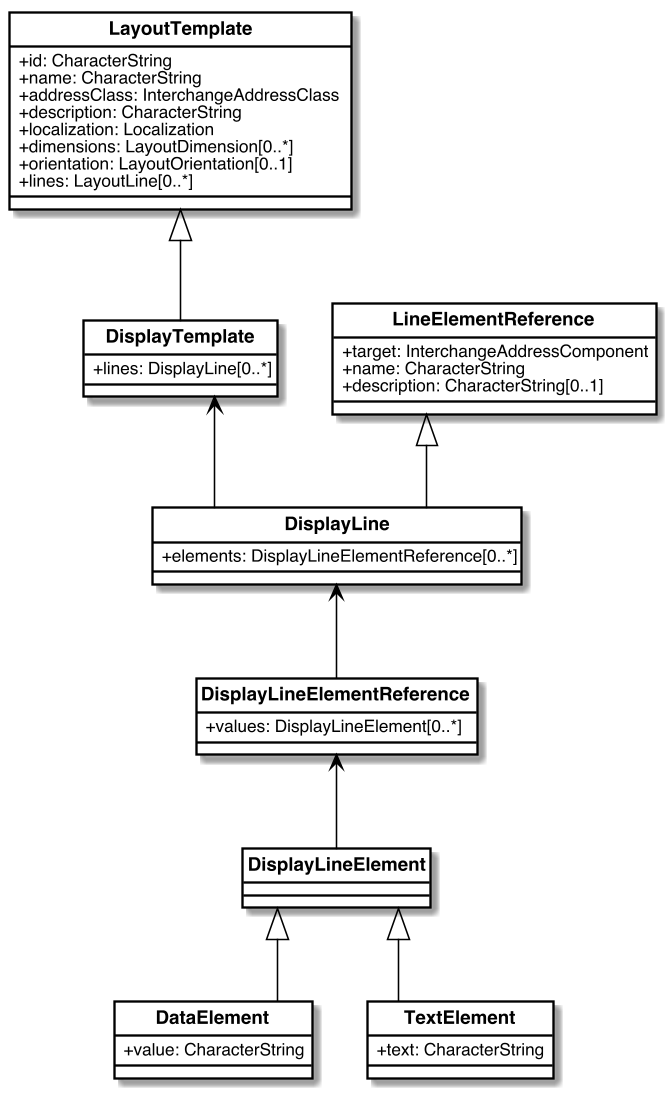 LayoutTemplate
+id: CharacterString
+name: CharacterString
+addressClass: InterchangeAddressClass
+description: CharacterString
+localization: Localization
+dimensions: LayoutDimension[0..*]
+orientation: LayoutOrientation[0..1]
+lines: LayoutLine[0..*]
DisplayTemplate
+lines: DisplayLine[0..*]
LineElementReference
+target: InterchangeAddressComponent
+name: CharacterString
+description: CharacterString[0..1]
DisplayLine
+elements: DisplayLineElementReference[0..*]
DisplayLineElementReference
+values: DisplayLineElement[0..*]
DisplayLineElement
DataElement
+value: CharacterString
TextElement
+text: CharacterString